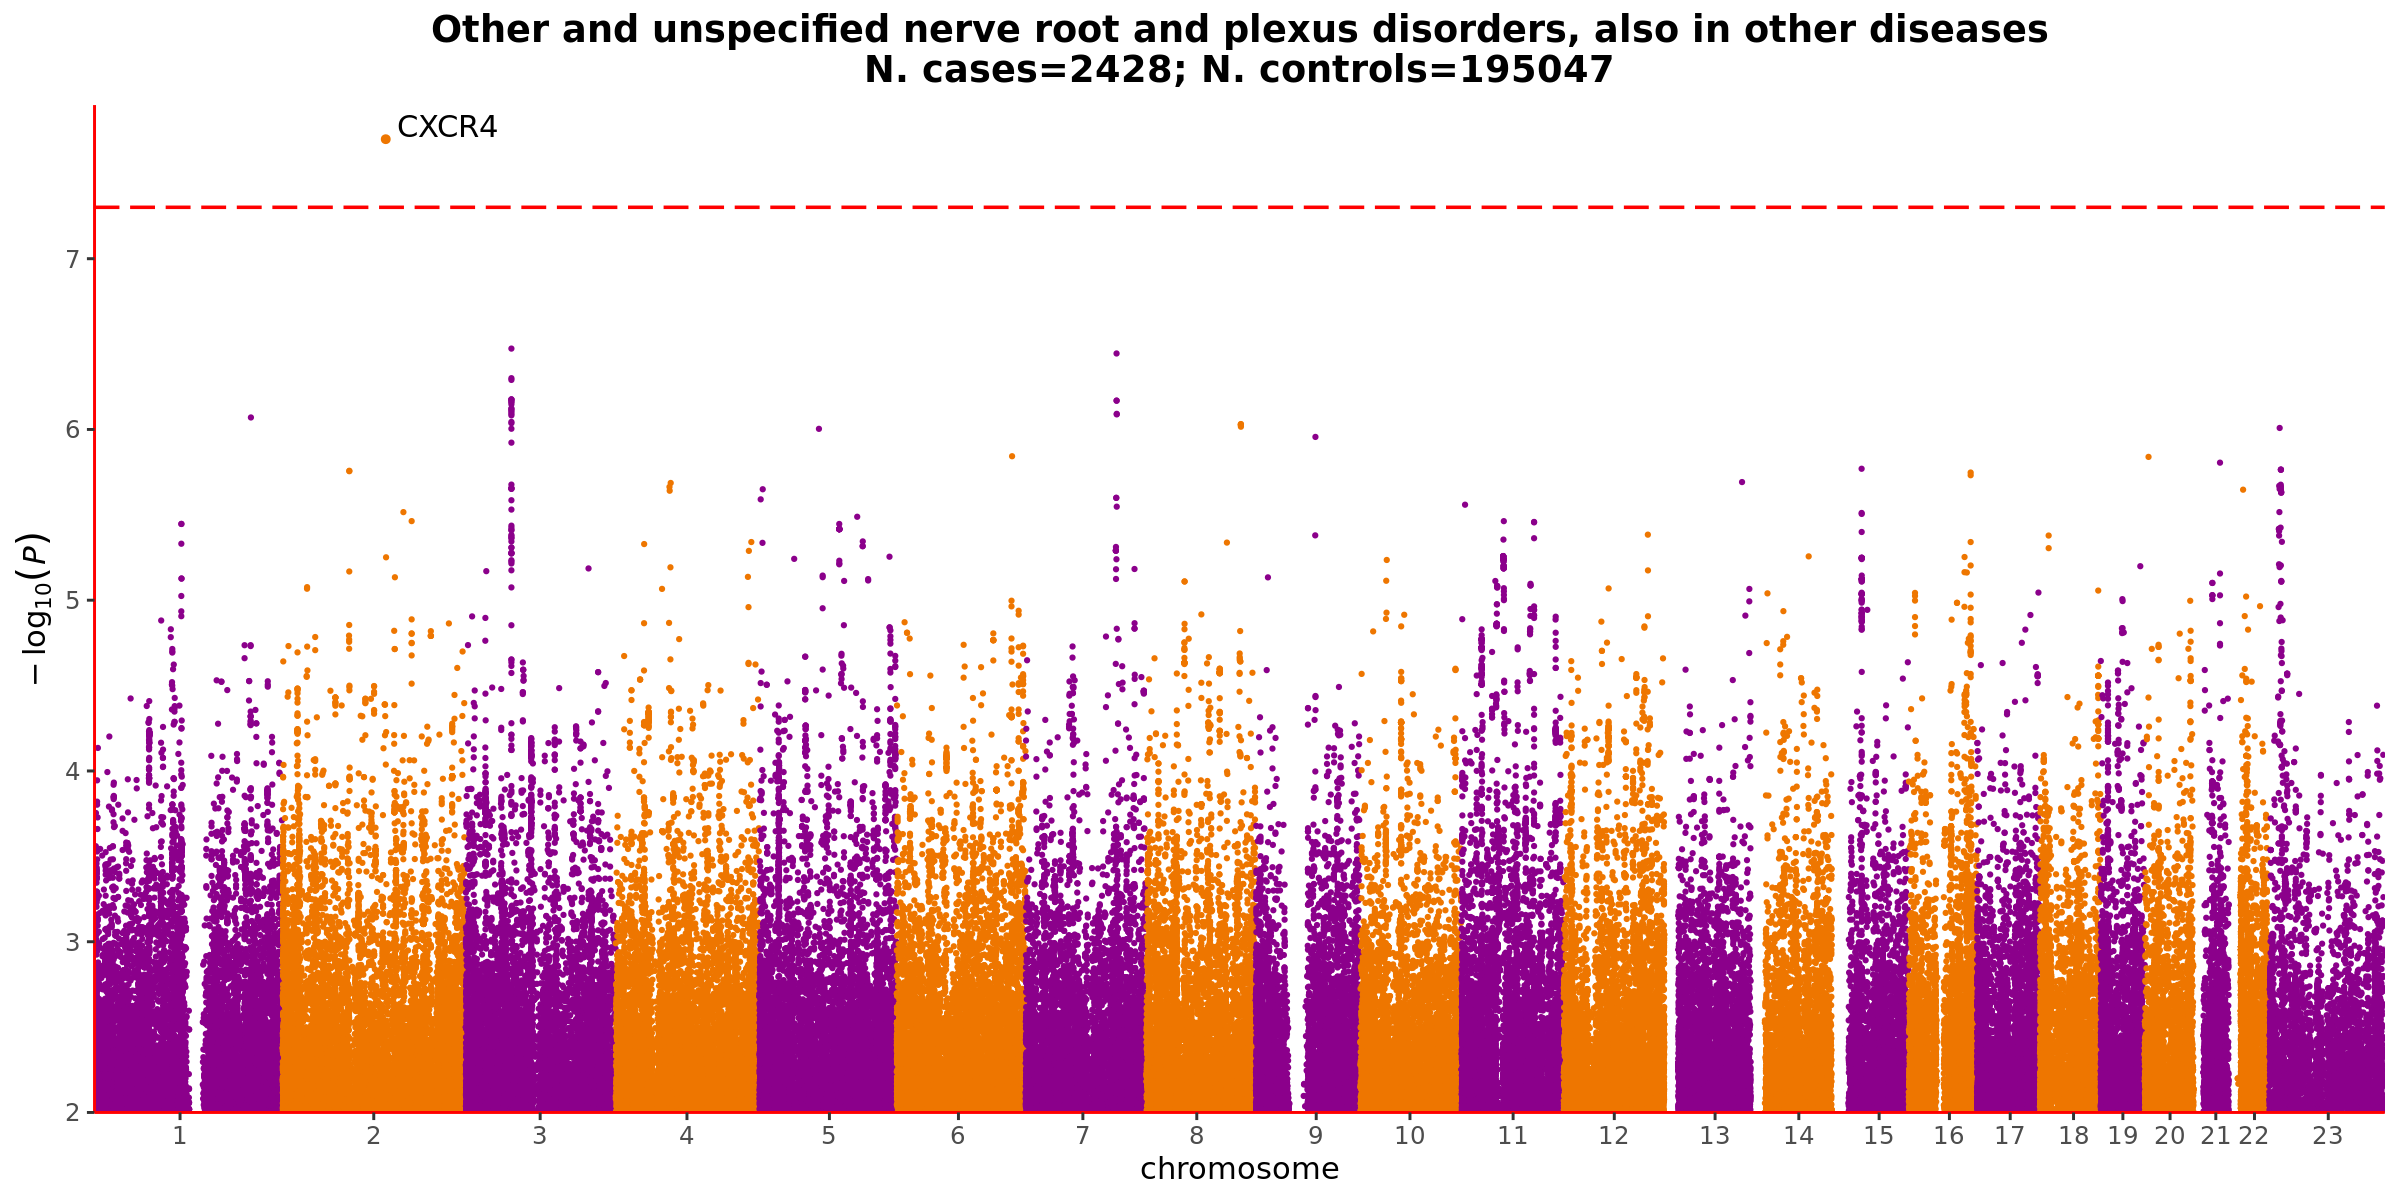 Other and unspecified nerve root and plexus disorders, also in other diseases
N. cases=2428; N. controls=195047
CXCR4
7
6
5
4
3
2
− log10(P)
1 2 3 4 5 6 7 8 9 10 11 12 13 14 15 16 17 18 19 20 21 22 23
chromosome